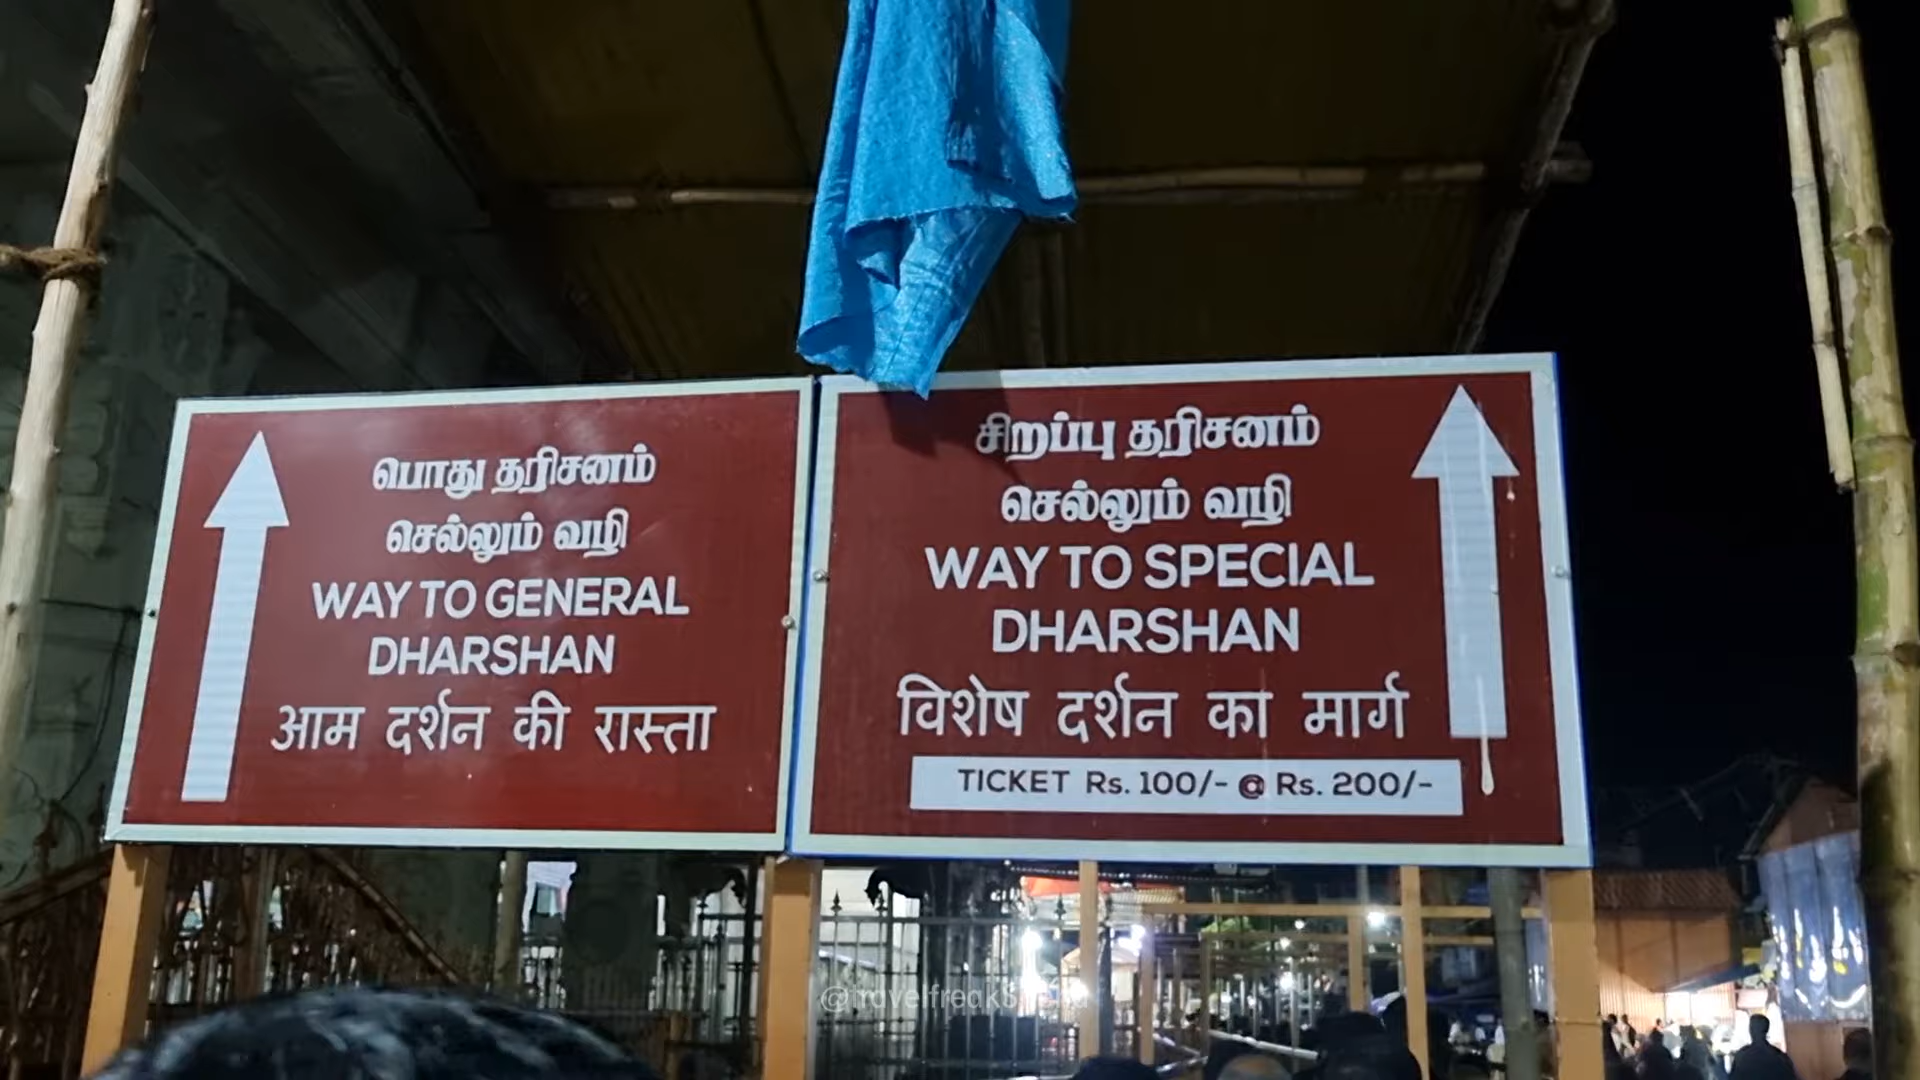 பொது தரிசனம்
செல்லும் வழி
WAY TO GENERAL
DHARSHAN
आम दर्शन की रास्ता
சிறப்பு தரிசனம்
செல்லும் வழி
WAY TO SPECIAL
DHARSHAN
विशेष दर्शन का मार्ग
TICKET Rs. 100/- @ Rs. 200/-